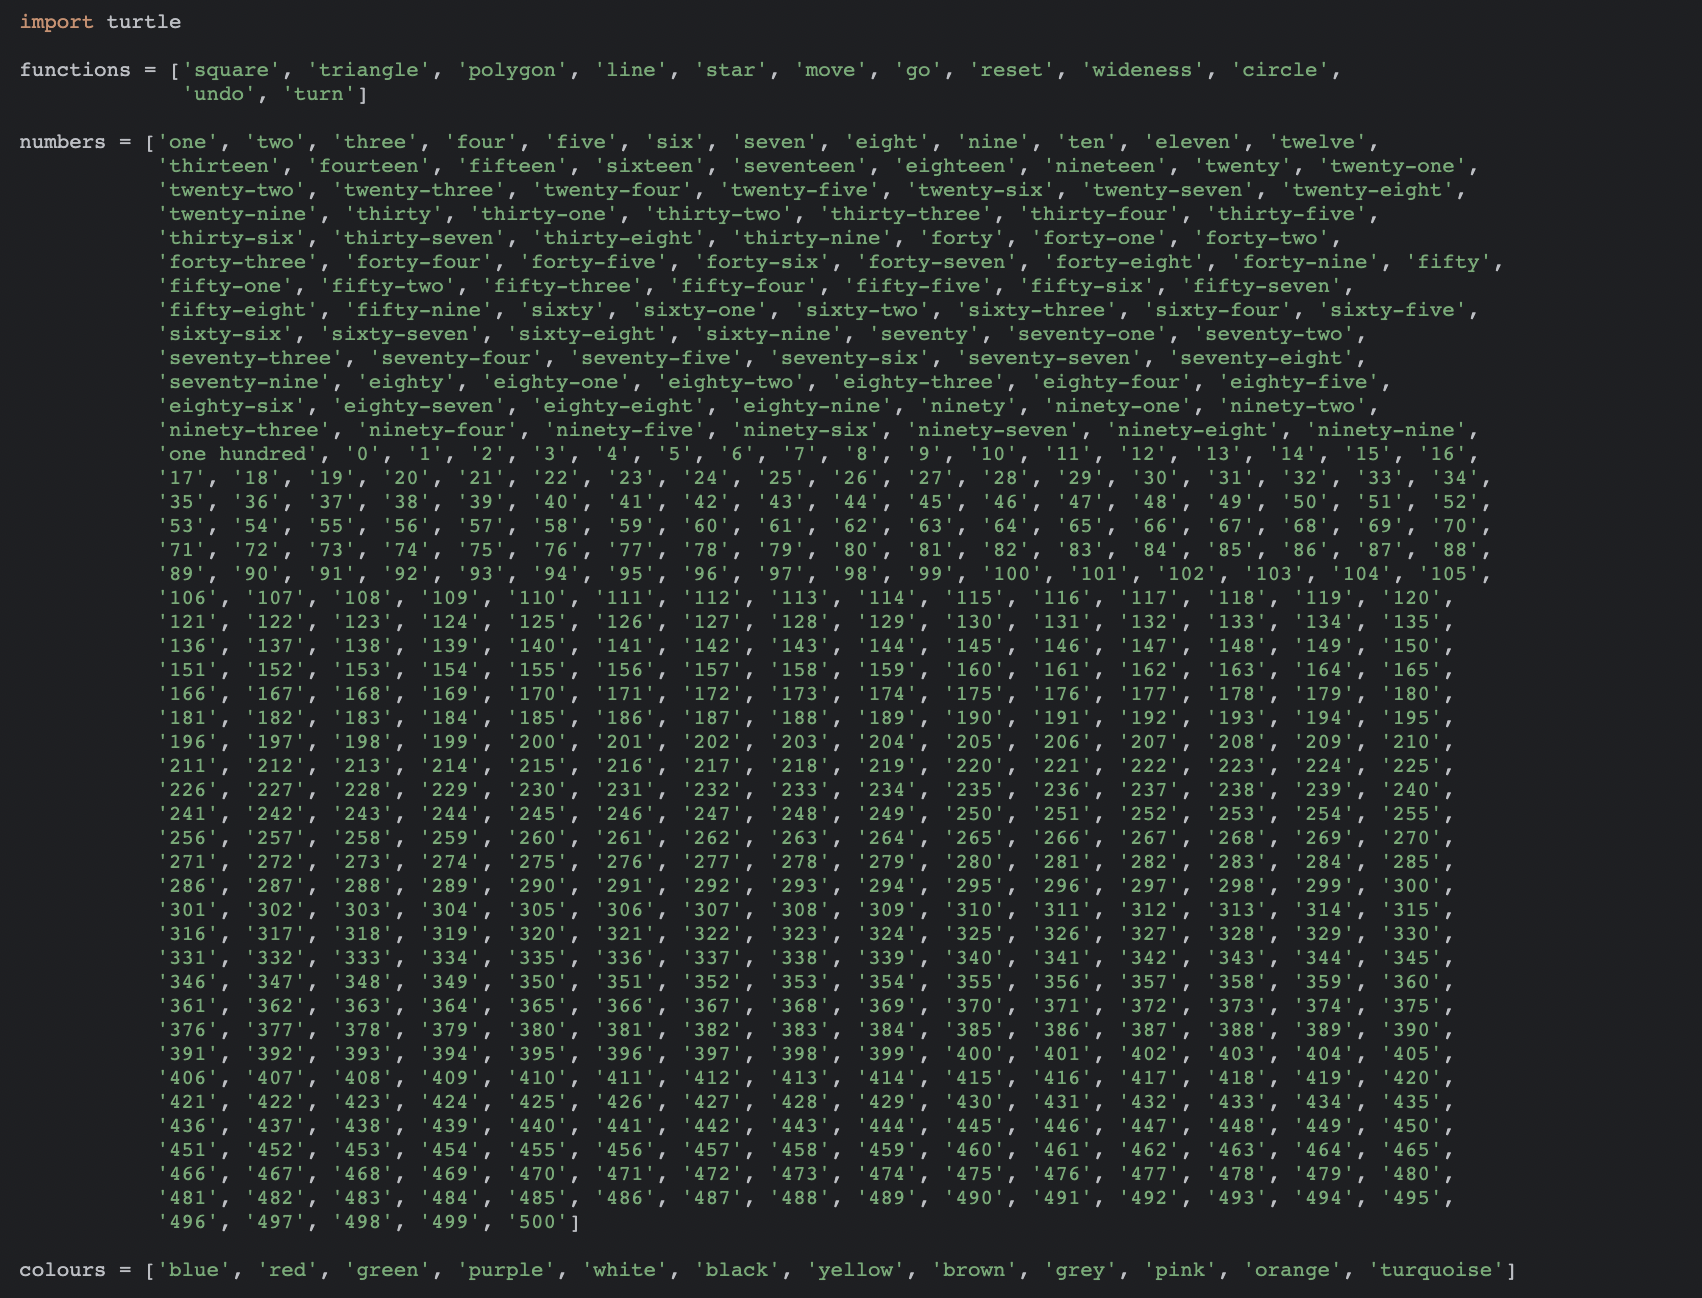 import turtle
functions = ['square', 'triangle', 'polygon', 'line', 'star', 'move', 'go', 'reset', 'wideness', 'circle',
'undo', 'turn']
numbers = ['one', 'two', 'three', 'four', 'five', 'six', 'seven', 'eight', 'nine', 'ten', 'eleven', 'twelve',
'thirteen', 'fourteen', 'fifteen', 'sixteen', 'seventeen', 'eighteen', 'nineteen', 'twenty', 'twenty-one',
'twenty-two', 'twenty-three', 'twenty-four', 'twenty-five', 'twenty-six', 'twenty-seven', 'twenty-eight',
'twenty-nine', 'thirty', 'thirty-one', 'thirty-two', 'thirty-three', 'thirty-four', 'thirty-five',
'thirty-six', 'thirty-seven', 'thirty-eight', 'thirty-nine', 'forty', 'forty-one', 'forty-two',
'forty-three', 'forty-four', 'forty-five', 'forty-six', 'forty-seven', 'forty-eight', 'forty-nine', 'fifty',
'fifty-one', 'fifty-two', 'fifty-three', 'fifty-four', 'fifty-five', 'fifty-six', 'fifty-seven',
'fifty-eight', 'fifty-nine', 'sixty', 'sixty-one', 'sixty-two', 'sixty-three', 'sixty-four', 'sixty-five',
'sixty-six', 'sixty-seven', 'sixty-eight', 'sixty-nine', 'seventy', 'seventy-one', 'seventy-two',
'seventy-three', 'seventy-four', 'seventy-five', 'seventy-six', 'seventy-seven', 'seventy-eight',
'seventy-nine', 'eighty', 'eighty-one', 'eighty-two', 'eighty-three', 'eighty-four', 'eighty-five',
'eighty-six', 'eighty-seven', 'eighty-eight', 'eighty-nine', 'ninety', 'ninety-one', 'ninety-two',
'ninety-three', 'ninety-four', 'ninety-five', 'ninety-six', 'ninety-seven', 'ninety-eight', 'ninety-nine',
'one hundred', '0', '1', '2', '3', '4', '5', '6', '7', '8', '9', '10', '11', '12', '13', '14', '15', '16',
'17', '18', '19', '20', '21', '22', '23', '24', '25', '26', '27', '28', '29', '30', '31', '32', '33', '34',
'35', '36', '37', '38', '39', '40', '41', '42', '43', '44', '45', '46', '47', '48', '49', '50', '51', '52',
'53', '54', '55', '56', '57', '58', '59', '60', '61', '62', '63', '64', '65', '66', '67', '68', '69', '70',
'71', '72', '73', '74', '75', '76', '77', '78', '79', '80', '81', '82', '83', '84', '85', '86', '87', '88',
'89', '90', '91', '92', '93', '94', '95', '96', '97', '98', '99', '100', '101', '102', '103', '104', '105',
'106', '107', '108', '109', '110', '111', '112', '113', '114', '115', '116', '117', '118', '119', '120',
'121', '122', '123', '124', '125', '126', '127', '128', '129', '130', '131', '132', '133', '134', '135',
'136', '137', '138', '139', '140', '141', '142', '143', '144', '145', '146', '147', '148', '149', '150',
'151', '152', '153', '154', '155', '156', '157', '158', '159', '160', '161', '162', '163', '164', '165',
'166', '167', '168', '169', '170', '171', '172', '173', '174', '175', '176', '177', '178', '179', '180',
'181', '182', '183', '184', '185', '186', '187', '188', '189', '190', '191', '192', '193', '194', '195',
'196', '197', '198', '199', '200', '201', '202', '203', '204', '205', '206', '207', '208', '209', '210',
'211', '212', '213', '214', '215', '216', '217', '218', '219', '220', '221', '222', '223', '224', '225',
'226', '227', '228', '229', '230', '231', '232', '233', '234', '235', '236', '237', '238', '239', '240',
'241', '242', '243', '244', '245', '246', '247', '248', '249', '250', '251', '252', '253', '254', '255',
'256', '257', '258', '259', '260', '261', '262', '263', '264', '265', '266', '267', '268', '269', '270',
'271', '272', '273', '274', '275', '276', '277', '278', '279', '280', '281', '282', '283', '284', '285',
'286', '287', '288', '289', '290', '291', '292', '293', '294', '295', '296', '297', '298', '299', '300',
'301', '302', '303', '304', '305', '306', '307', '308', '309', '310', '311', '312', '313', '314', '315',
'316', '317', '318', '319', '320', '321', '322', '323', '324', '325', '326', '327', '328', '329', '330',
'331', '332', '333', '334', '335', '336', '337', '338', '339', '340', '341', '342', '343', '344', '345',
'346', '347', '348', '349', '350', '351', '352', '353', '354', '355', '356', '357', '358', '359', '360',
'361', '362', '363', '364', '365', '366', '367', '368', '369', '370', '371', '372', '373', '374', '375',
'376', '377', '378', '379', '380', '381', '382', '383', '384', '385', '386', '387', '388', '389', '390',
'391', '392', '393', '394', '395', '396', '397', '398', '399', '400', '401', '402', '403', '404', '405',
'406', '407', '408', '409', '410', '411', '412', '413', '414', '415', '416', '417', '418', '419', '420',
'421', '422', '423', '424', '425', '426', '427', '428', '429', '430', '431', '432', '433', '434', '435',
'436', '437', '438', '439', '440', '441', '442', '443', '444', '445', '446', '447', '448', '449', '450',
'451', '452', '453', '454', '455', '456', '457', '458', '459', '460', '461', '462', '463', '464', '465',
'466', '467', '468', '469', '470', '471', '472', '473', '474', '475', '476', '477', '478', '479', '480',
'481', '482', '483', '484', '485', '486', '487', '488', '489', '490', '491', '492', '493', '494', '495',
'496', '497', '498', '499', '500']
colours = ['blue', 'red', 'green', 'purple', 'white', 'black', 'yellow', 'brown', 'grey', 'pink', 'orange', 'turquoise']